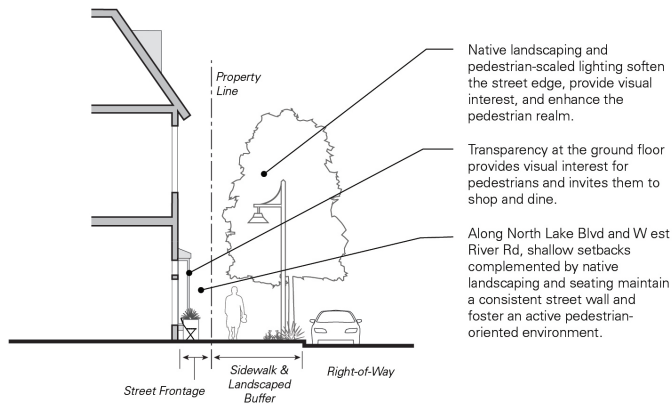 Property
Line
Native landscaping and
pedestrian-scaled lighting soften
the street edge, provide visual
interest, and enhance the
pedestrian realm.
Transparency at the ground floor
provides visual interest for
pedestrians and invites them to
shop and dine.
Along North Lake Blvd and W est
River Rd, shallow setbacks
complemented by native
landscaping and seating maintain
a consistent street wall and
foster an active pedestrian-
oriented environment.
Street Frontage
Sidewalk &
Landscaped
Buffer
Right-of-Way